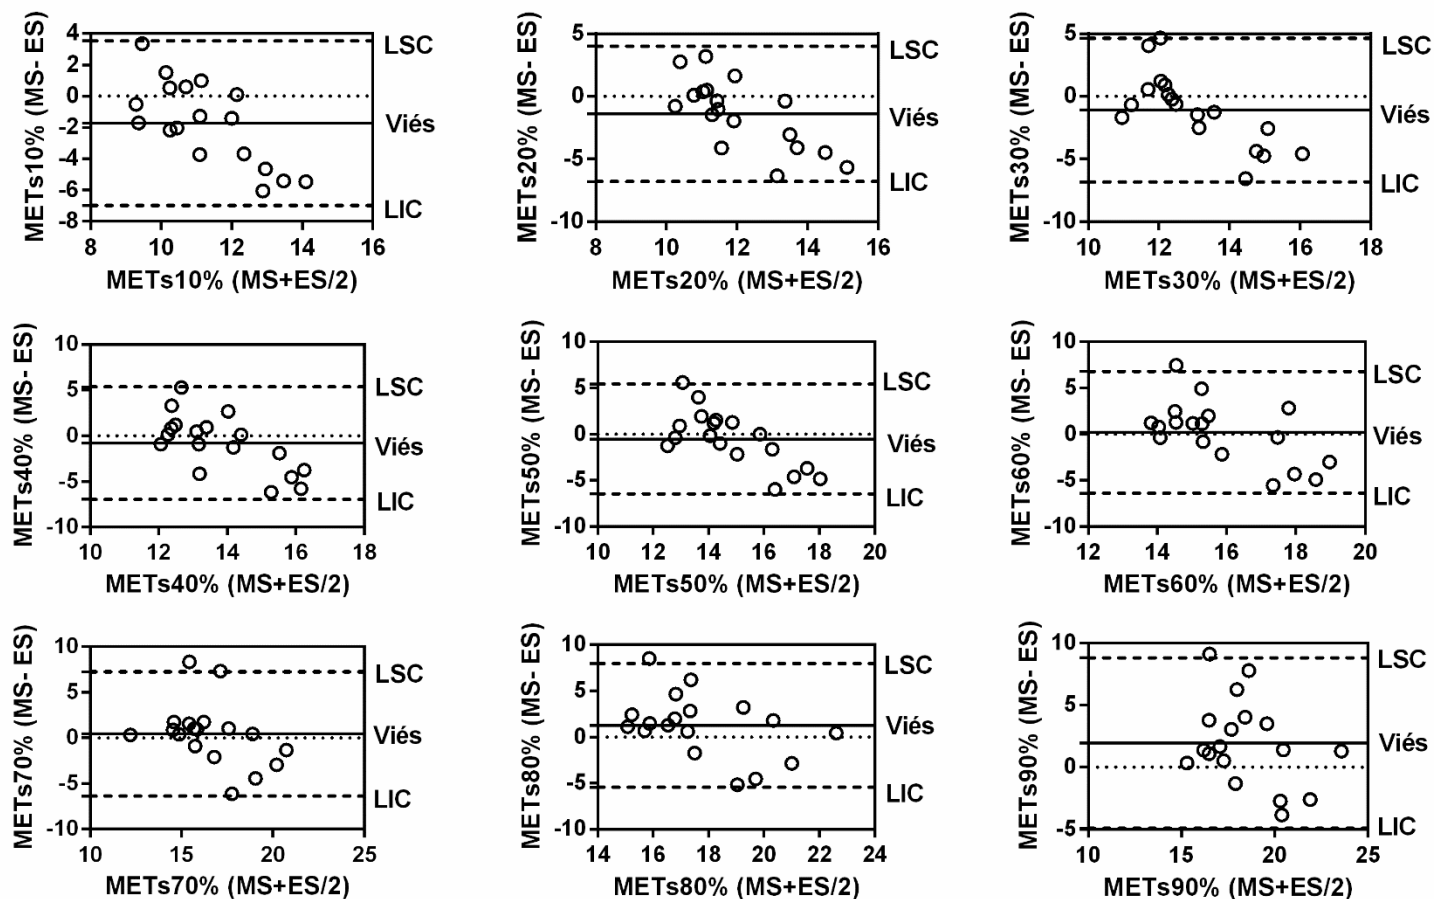 METs10% (MS- ES)
4
2
0
-2
-4
-6
-8
LSC
Viés
LIC
8 10 12 14 16
METs10% (MS+ES/2)
METs20% (MS- ES)
5
0
-5
-10
LSC
Viés
LIC
8 10 12 14 16
METs20% (MS+ES/2)
METs30% (MS- ES)
5
0
-5
-10
LSC
Viés
LIC
10 12 14 16 18
METs30% (MS+ES/2)
METs40% (MS- ES)
10
5
0
-5
-10
LSC
Viés
LIC
10 12 14 16 18
METs40% (MS+ES/2)
METs50% (MS- ES)
10
5
0
-5
-10
LSC
Viés
LIC
10 12 14 16 18 20
METs50% (MS+ES/2)
METs60% (MS- ES)
10
5
0
-5
-10
LSC
Viés
LIC
12 14 16 18 20
METs60% (MS+ES/2)
METs70% (MS- ES)
10
5
0
-5
-10
LSC
Viés
LIC
10 15 20 25
METs70% (MS+ES/2)
METs80% (MS- ES)
10
5
0
-5
-10
LSC
Viés
LIC
14 16 18 20 22 24
METs80% (MS+ES/2)
METs90% (MS- ES)
10
5
0
-5
LSC
Viés
LIC
10 15 20 25
METs90% (MS+ES/2)